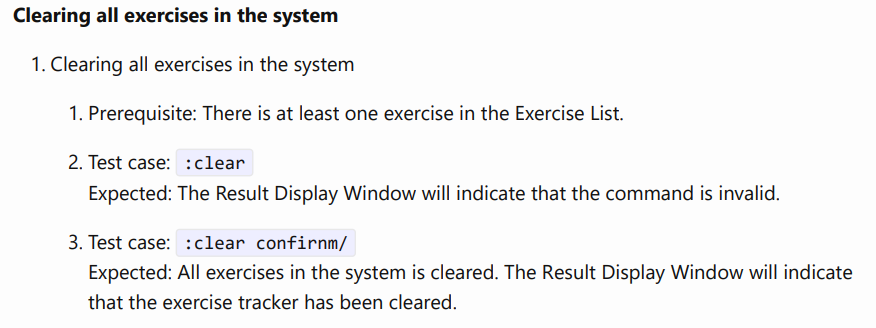 Clearing all exercises in the system
1. Clearing all exercises in the system
1. Prerequisite: There is at least one exercise in the Exercise List.
2. Test case: :clear
Expected: The Result Display Window will indicate that the command is invalid.
3. Test case: :clear confirnm/
Expected: All exercises in the system is cleared. The Result Display Window will indicate
that the exercise tracker has been cleared.